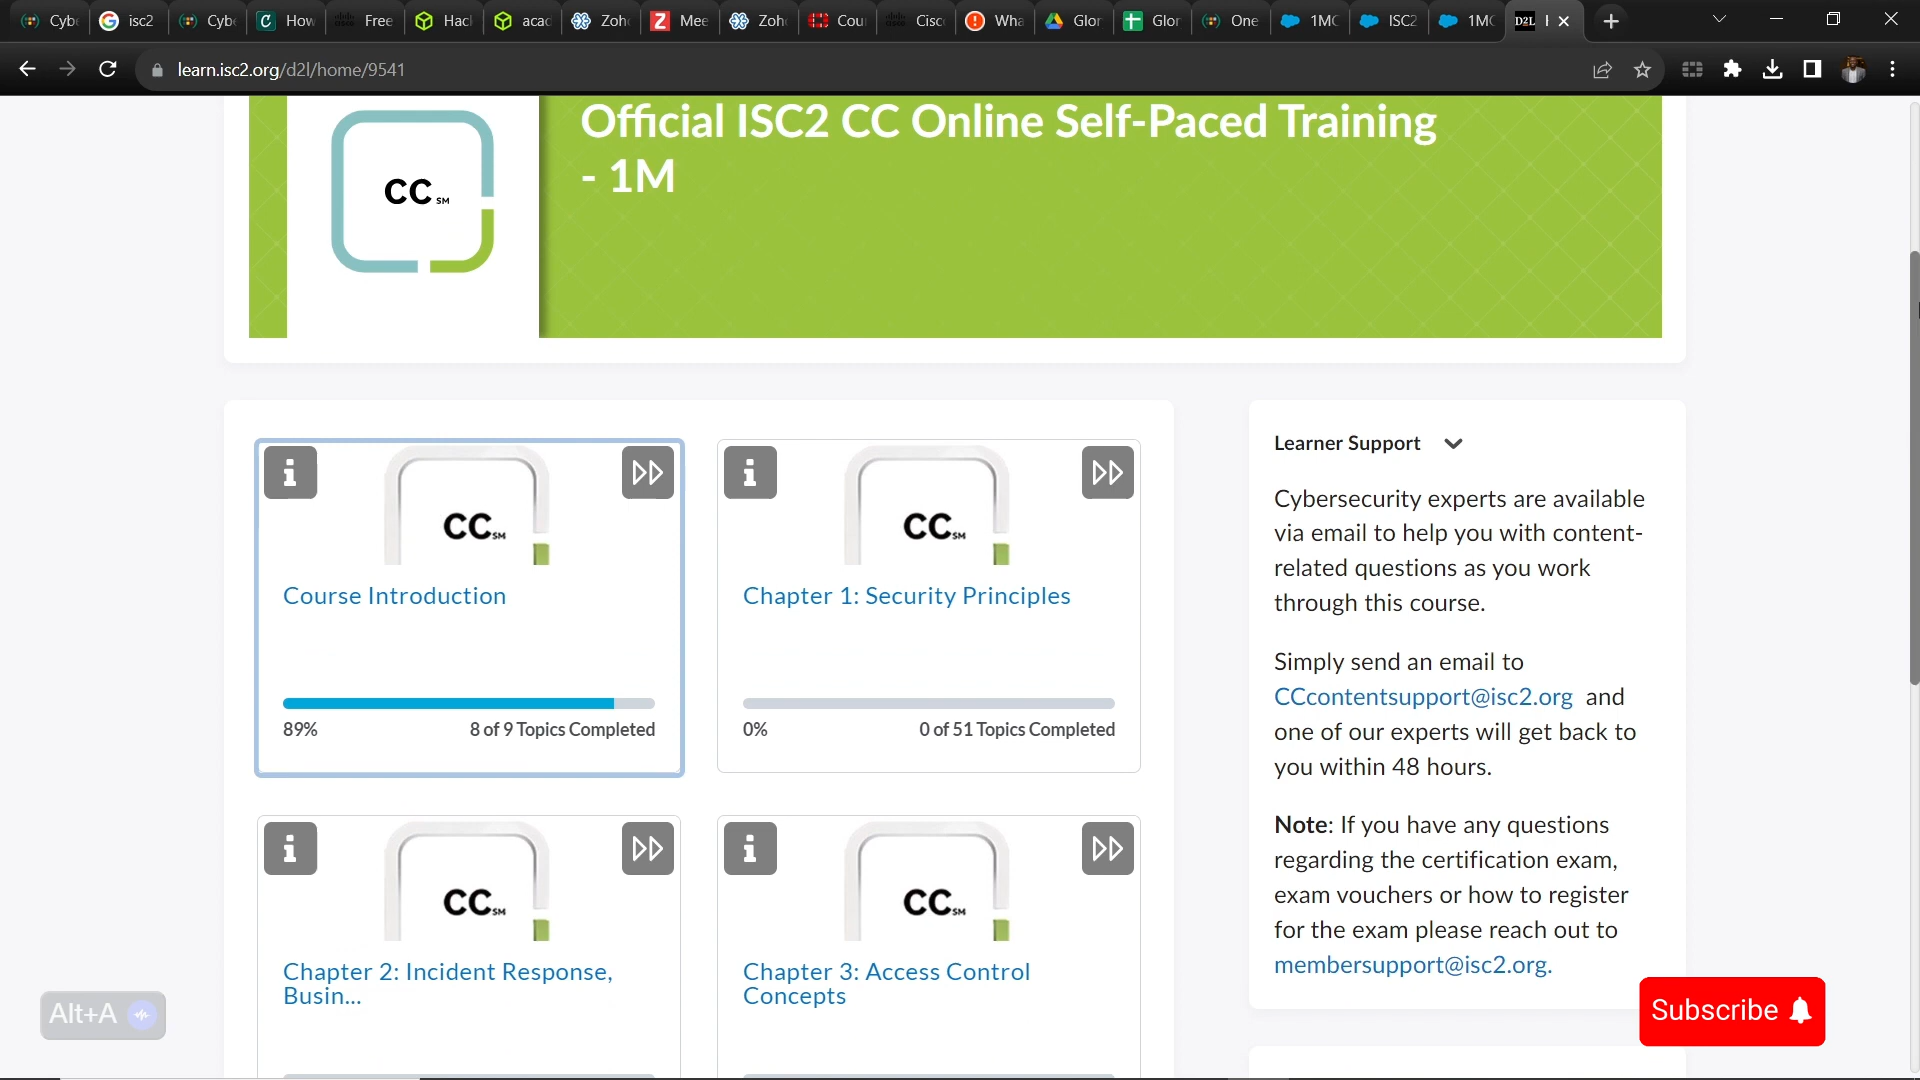 Cybe isc2 Cybe How Free Hac acad Zoho Mee Zoho Cour Cisco Wha Glor Glor One 1MC ISC2 1MC D2L
learn.isc2.org/d2l/home/9541
CC SM
Official ISC2 CC Online Self-Paced Training
- 1M
CC SM
Course Introduction
89% 8 of 9 Topics Completed
CC SM
Chapter 1: Security Principles
0% 0 of 51 Topics Completed
CC SM
Chapter 2: Incident Response,
Busin...
CC SM
Chapter 3: Access Control
Concepts
Learner Support
Cybersecurity experts are available
via email to help you with content-
related questions as you work
through this course.
Simply send an email to
CCcontentsupport@isc2.org and
one of our experts will get back to
you within 48 hours.
Note: If you have any questions
regarding the certification exam,
exam vouchers or how to register
for the exam please reach out to
membersupport@isc2.org.
Alt+A
Subscribe